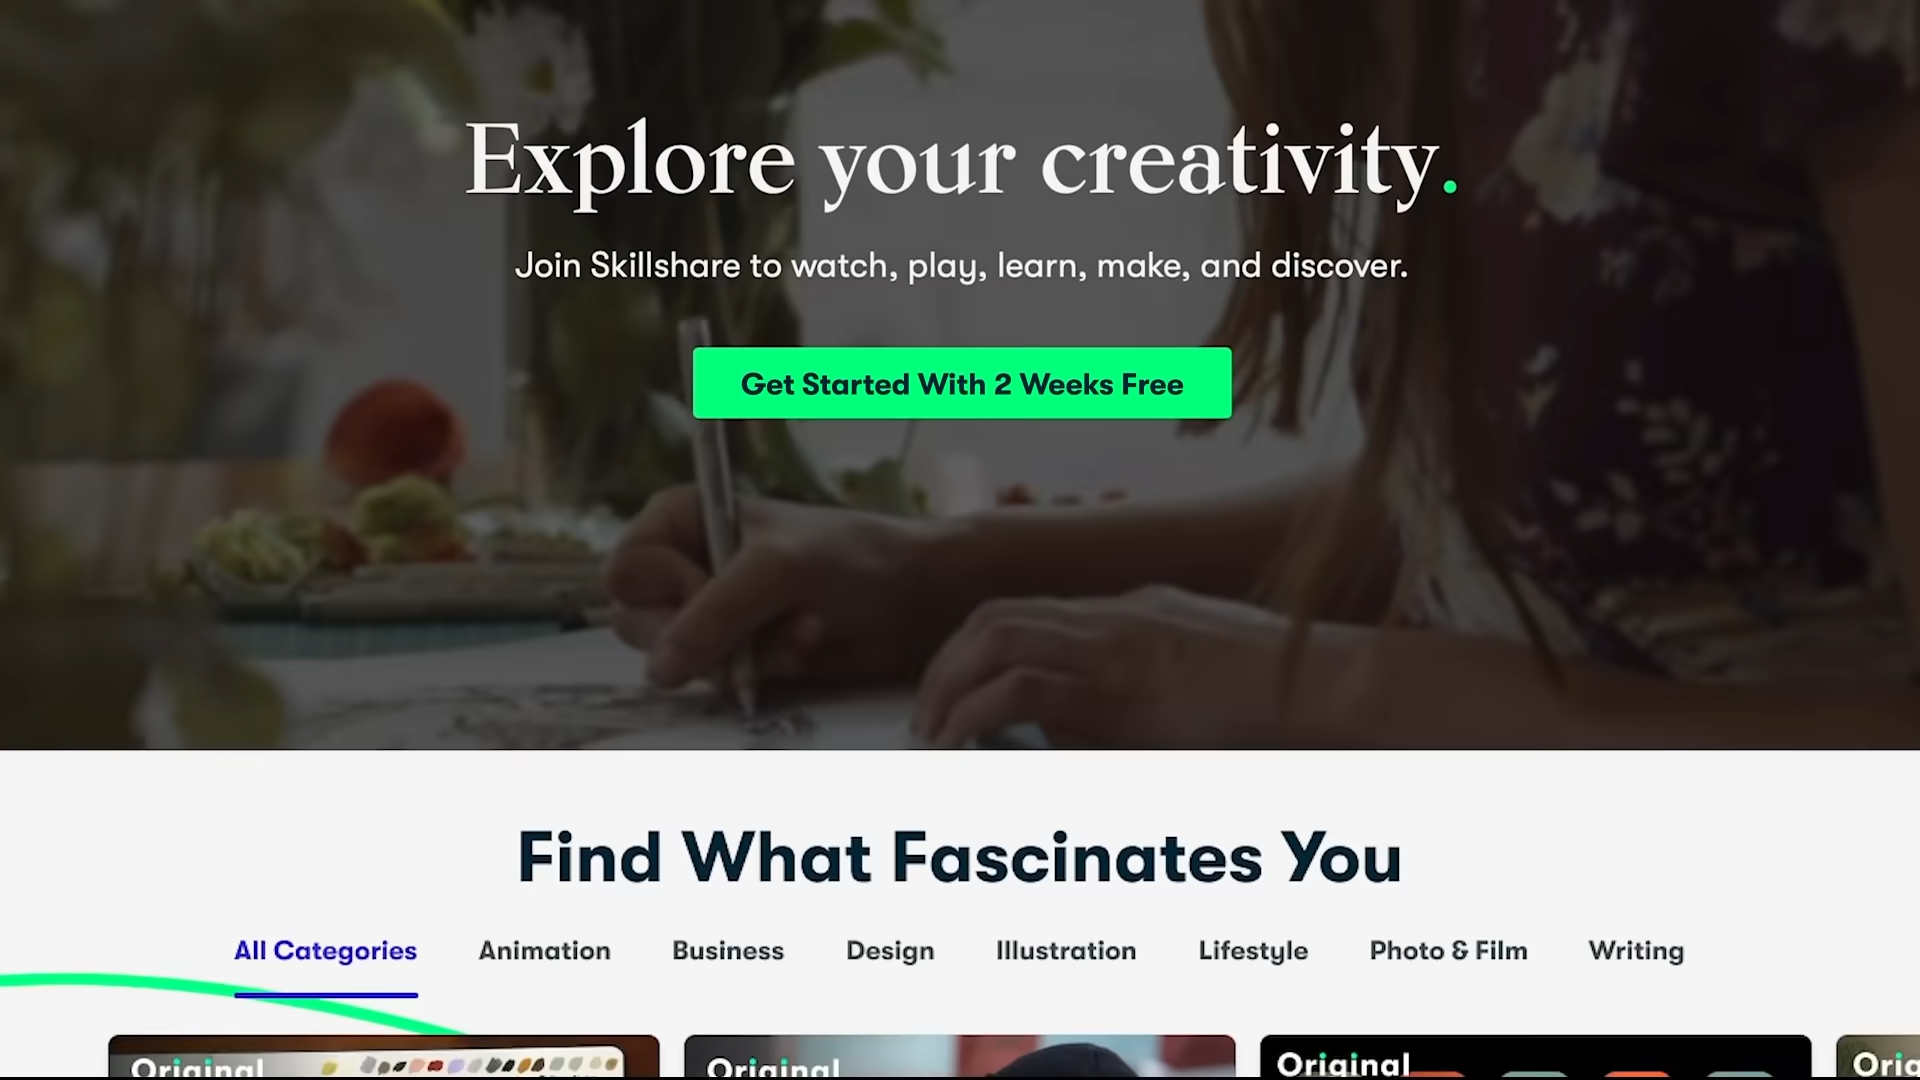 Explore your creativity.
Join Skillshare to watch, play, learn, make, and discover.
Get Started With 2 Weeks Free
Find What Fascinates You
All Categories Animation Business Design Illustration Lifestyle Photo & Film Writing
Original Original Original